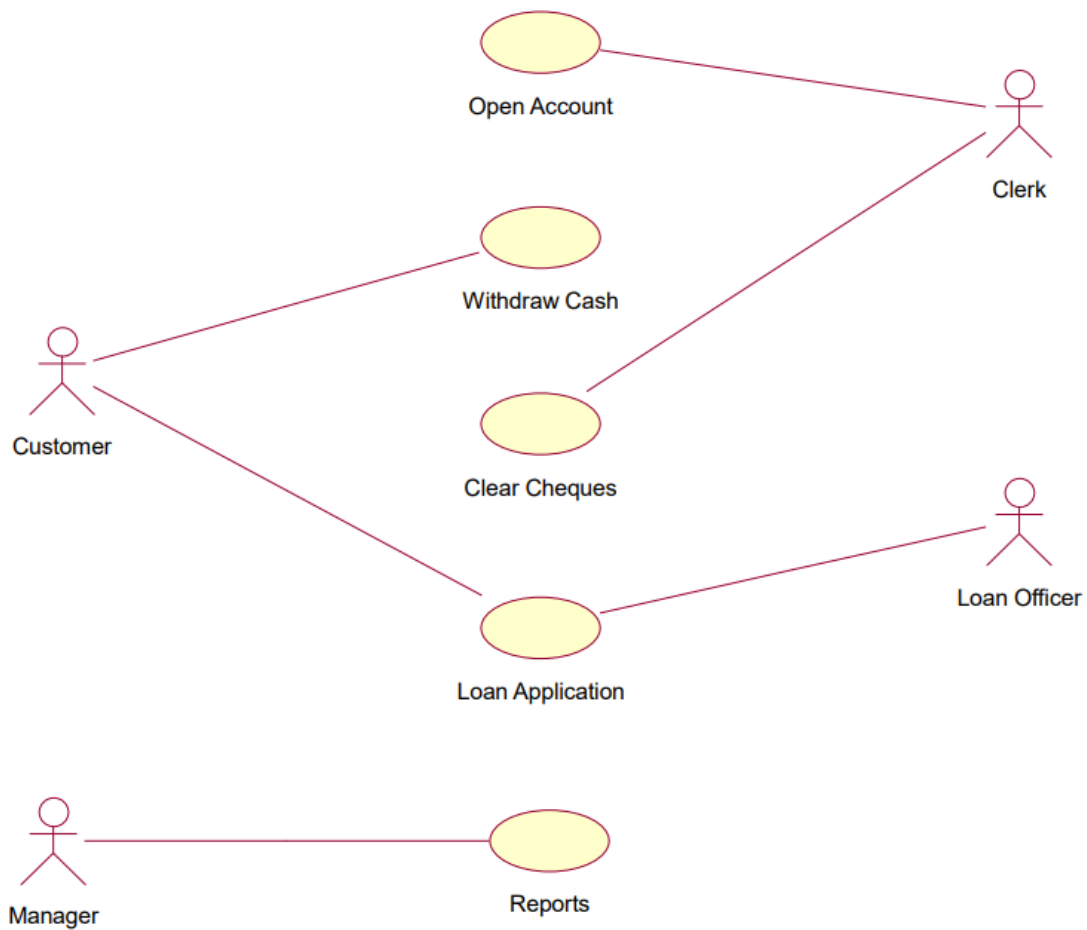 Open Account
Clerk
Withdraw Cash
Customer
Clear Cheques
Loan Officer
Loan Application
Reports
Manager